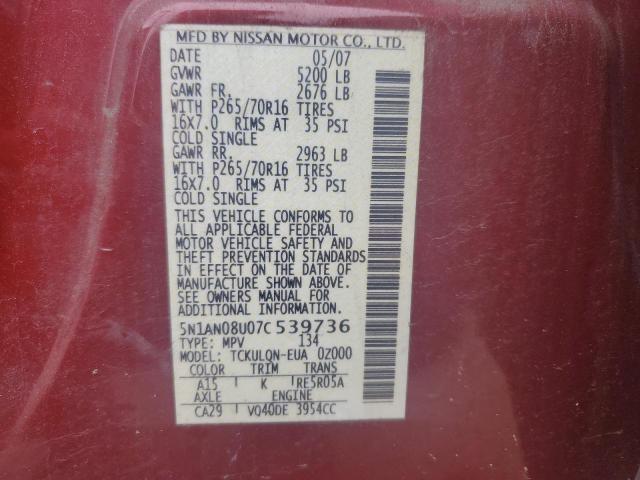 MFD BY NISSAN MOTOR CO., LTD.
DATE 05/07
GVWR 5200 LB
GAWR FR. 2676 LB
WITH P265/70R16 TIRES
16X7.0 RIMS AT 35 PSI
COLD SINGLE
GAWR RR. 2963 LB
WITH P265/70R16 TIRES
16X7.0 RIMS AT 35 PSI
COLD SINGLE
THIS VEHICLE CONFORMS TO
ALL APPLICABLE FEDERAL
MOTOR VEHICLE SAFETY AND
THEFT PREVENTION STANDARDS
IN EFFECT ON THE DATE OF
MANUFACTURE SHOWN ABOVE.
SEE OWNERS MANUAL FOR
ADDITIONAL INFORMATION.
5N1AN08U07C539736
TYPE: MPV 134
MODEL: TCKULQN-EUA 0Z000
COLOR TRIM TRANS
A15 K RE5R05A
AXLE ENGINE
CA29 VQ40DE 3954CC